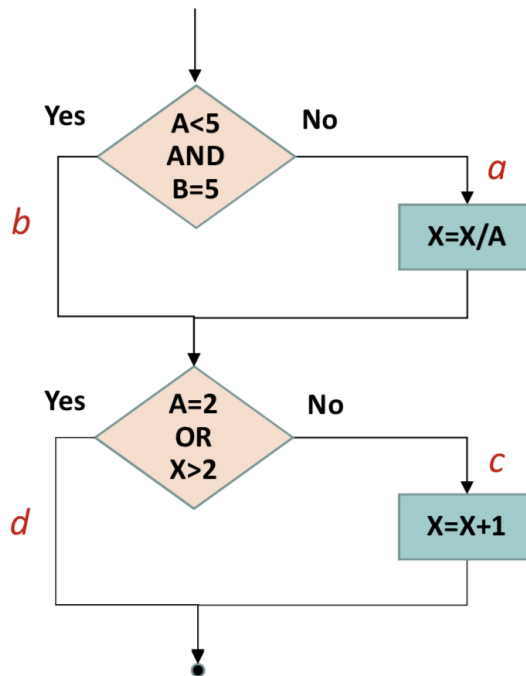 Yes
A<5
AND
B=5
No
a
b
X=X/A
Yes
A=2
OR
X>2
No
c
d
X=X+1